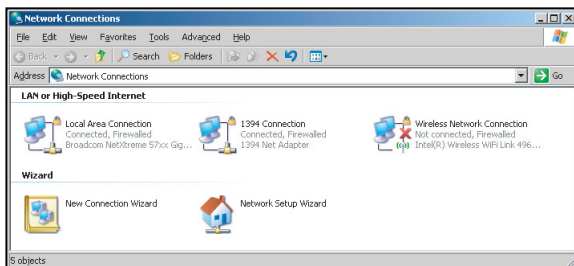 Network Connections
File Edit View Favorites Tools Advanced Help
Back Search Folders
Address Network Connections Go
LAN or High-Speed Internet
Local Area Connection
Connected, Firewalled
Broadcom NetXtreme 57xx Gig...
1394 Connection
Connected, Firewalled
1394 Net Adapter
Wireless Network Connection
Not connected, Firewalled
Intel(R) Wireless WiFi Link 496...
Wizard
New Connection Wizard
Network Setup Wizard
5 objects